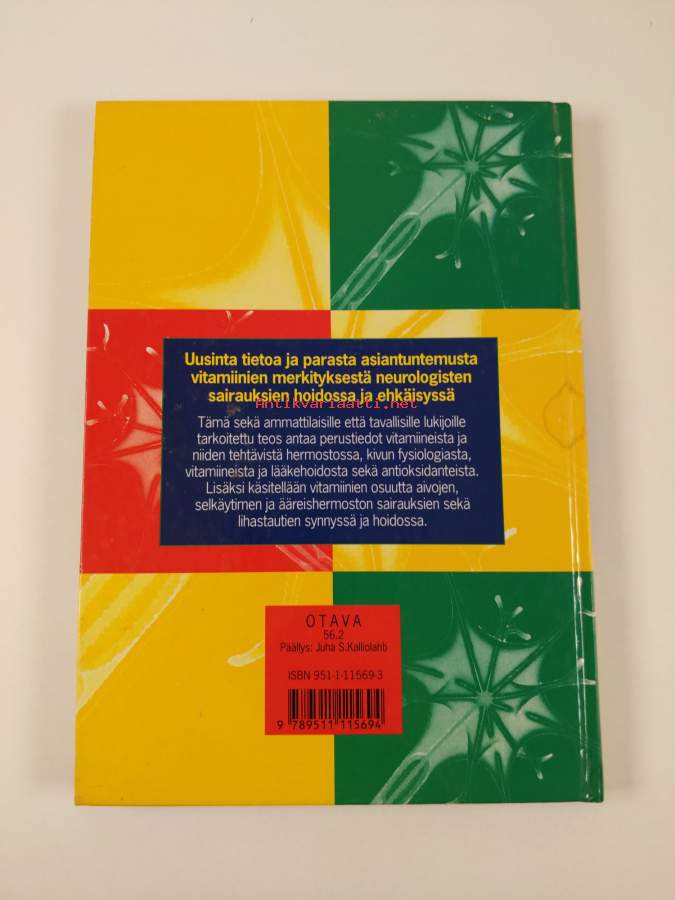 Uusinta tietoa ja parasta asiantuntemusta
vitamiinien merkityksestä neurologisten
sairauksien hoidossa ja ehkäisyssä
Antikvariaatti.net
Tämä sekä ammattilaisille että tavallisille lukijoille
tarkoitettu teos antaa perustiedot vitamiineista ja
niiden tehtävistä hermostossa, kivun fysiologiasta,
vitamiineista ja lääkehoidosta sekä antioksidanteista.
Lisäksi käsitellään vitamiinien osuutta aivojen,
selkäytimen ja ääreishermoston sairauksien sekä
lihastautien synnyssä ja hoidossa.
OTAVA
56.2
Päällys: Juha S.Kalliolahti
ISBN 951-1-11569-3
9 789511 115694